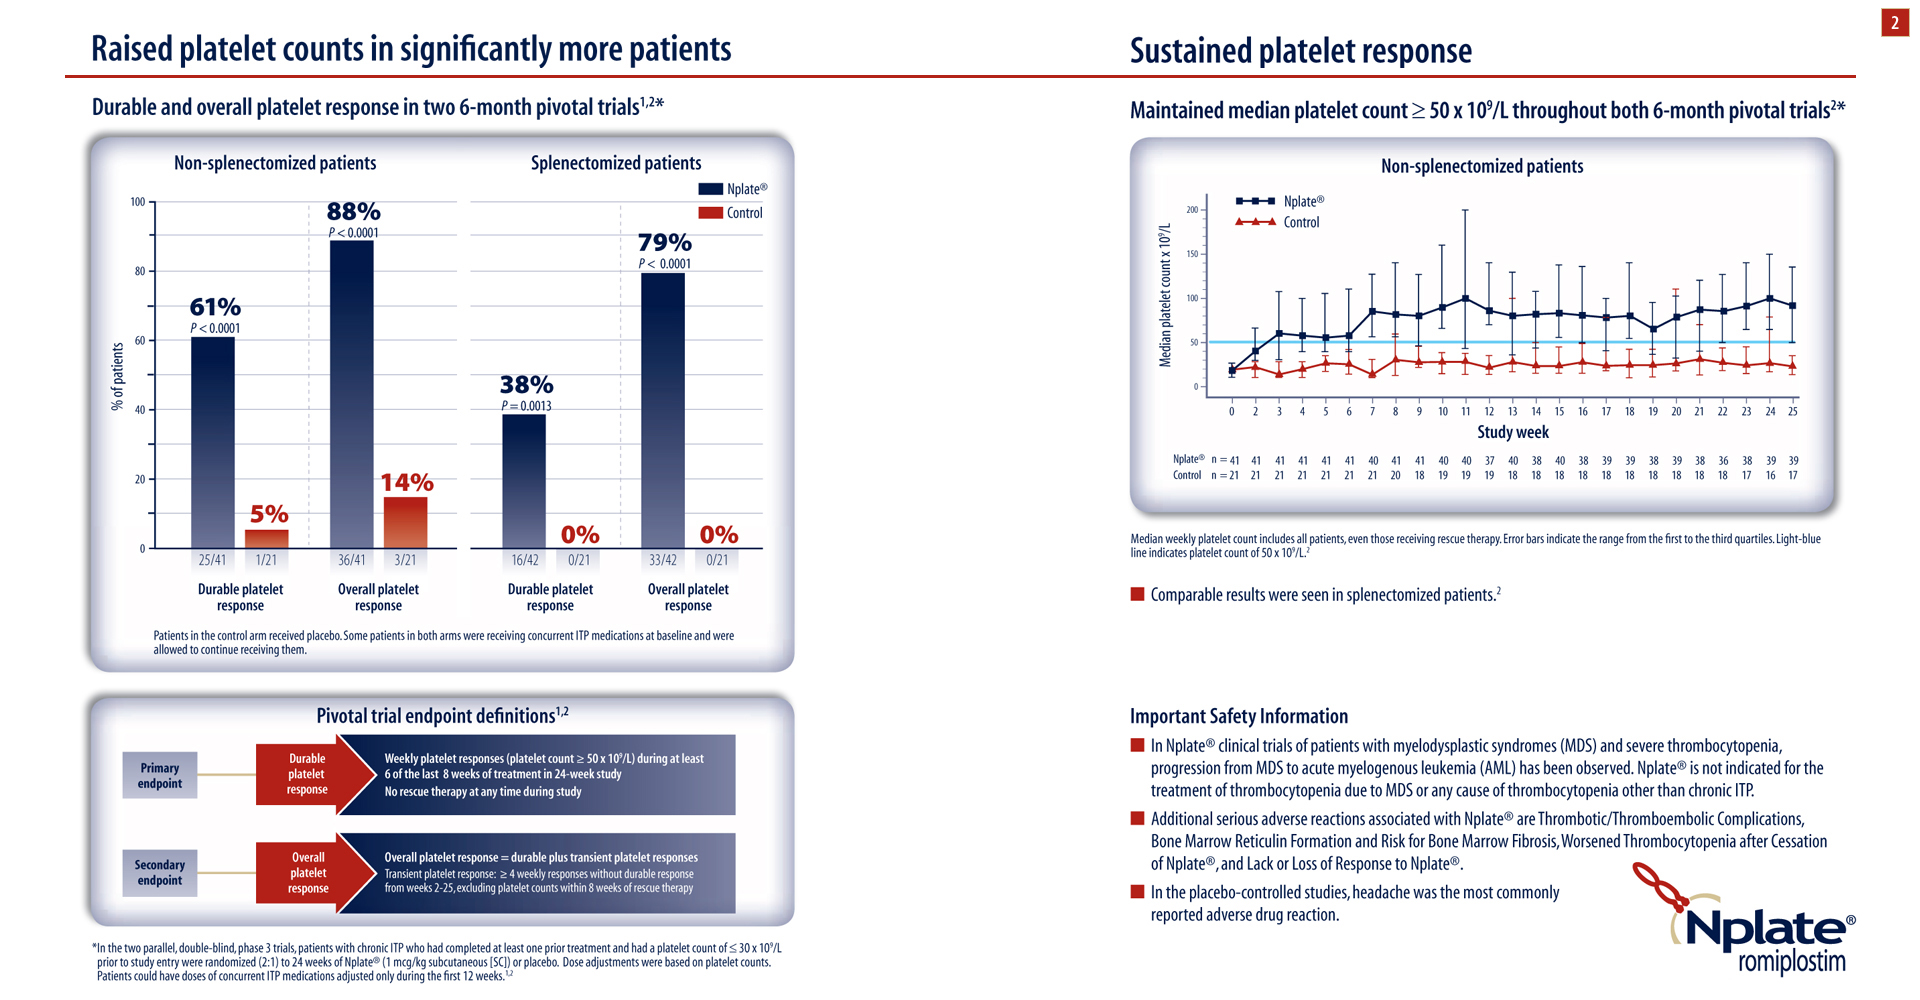 2
Raised platelet counts in significantly more patients
Durable and overall platelet response in two 6-month pivotal trials1,2*
Non-splenectomized patients
Splenectomized patients
Nplate®
Control
% of patients
100
80
60
40
20
0
61%
P < 0.0001
5%
88%
P < 0.0001
14%
38%
P = 0.0013
0%
79%
P < 0.0001
0%
25/41 1/21 36/41 3/21 16/42 0/21 33/42 0/21
Durable platelet response
Overall platelet response
Durable platelet response
Overall platelet response
Patients in the control arm received placebo. Some patients in both arms were receiving concurrent ITP medications at baseline and were
allowed to continue receiving them.
Pivotal trial endpoint definitions1,2
Primary
endpoint
Durable
platelet
response
Weekly platelet responses (platelet count ≥ 50 x 10⁹/L) during at least
6 of the last 8 weeks of treatment in 24-week study
No rescue therapy at any time during study
Secondary
endpoint
Overall
platelet
response
Overall platelet response = durable plus transient platelet responses
Transient platelet response: ≥ 4 weekly responses without durable response
from weeks 2-25, excluding platelet counts within 8 weeks of rescue therapy
*In the two parallel, double-blind, phase 3 trials, patients with chronic ITP who had completed at least one prior treatment and had a platelet count of ≤ 30 x 10⁹/L
prior to study entry were randomized (2:1) to 24 weeks of Nplate® (1 mcg/kg subcutaneous [SC]) or placebo. Dose adjustments were based on platelet counts.
Patients could have doses of concurrent ITP medications adjusted only during the first 12 weeks.1,2
Sustained platelet response
Maintained median platelet count ≥ 50 x 10⁹/L throughout both 6-month pivotal trials2*
Non-splenectomized patients
Nplate®
Control
Median platelet count x 10⁹/L
200
150
100
50
0
0 2 3 4 5 6 7 8 9 10 11 12 13 14 15 16 17 18 19 20 21 22 23 24 25
Study week
Nplate® n = 41 41 41 41 41 41 40 41 41 40 40 37 40 38 40 38 39 39 38 39 38 36 38 39 39
Control n = 21 21 21 21 21 21 21 20 18 19 19 19 18 18 18 18 18 18 18 18 18 18 17 16 17
Median weekly platelet count includes all patients, even those receiving rescue therapy. Error bars indicate the range from the first to the third quartiles. Light-blue
line indicates platelet count of 50 x 10⁹/L.2
Comparable results were seen in splenectomized patients.2
Important Safety Information
In Nplate® clinical trials of patients with myelodysplastic syndromes (MDS) and severe thrombocytopenia,
progression from MDS to acute myelogenous leukemia (AML) has been observed. Nplate® is not indicated for the
treatment of thrombocytopenia due to MDS or any cause of thrombocytopenia other than chronic ITP.
Additional serious adverse reactions associated with Nplate® are Thrombotic/Thromboembolic Complications,
Bone Marrow Reticulin Formation and Risk for Bone Marrow Fibrosis, Worsened Thrombocytopenia after Cessation
of Nplate®, and Lack or Loss of Response to Nplate®.
In the placebo-controlled studies, headache was the most commonly
reported adverse drug reaction.
Nplate®
romiplostim